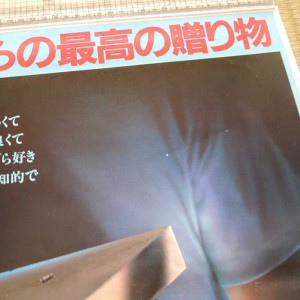 らの最高の贈り物
くて
くて
ら好き
知的で